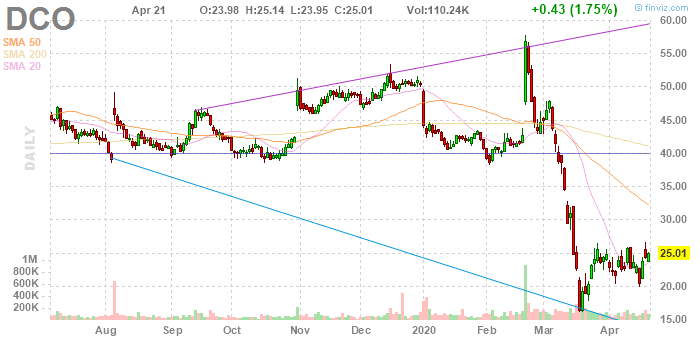 DCO Apr 21 O:23.98 H:25.14 L:23.95 C:25.01 Vol:110.24K +0.43 (1.75%) © finviz.com
SMA 50
SMA 200
SMA 20
DAILY
60.00
55.00
50.00
45.00
40.00
35.00
30.00
25.01
20.00
15.00
1M
800K
600K
400K
200K
Aug Sep Oct Nov Dec 2020 Feb Mar Apr